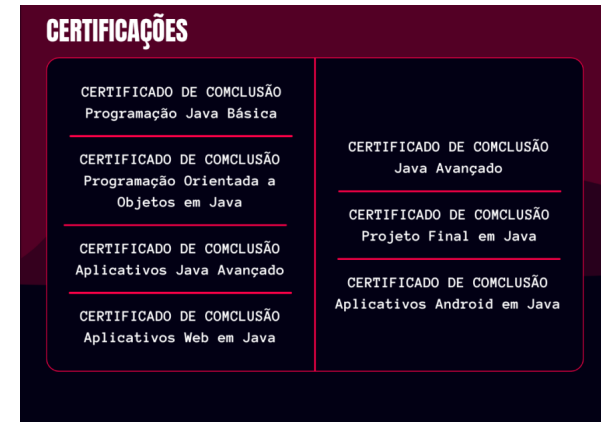 CERTIFICAÇÕES
CERTIFICADO DE COMCLUSÃO
Programação Java Básica
CERTIFICADO DE COMCLUSÃO
Programação Orientada a
Objetos em Java
CERTIFICADO DE COMCLUSÃO
Aplicativos Java Avançado
CERTIFICADO DE COMCLUSÃO
Aplicativos Web em Java
CERTIFICADO DE COMCLUSÃO
Java Avançado
CERTIFICADO DE COMCLUSÃO
Projeto Final em Java
CERTIFICADO DE COMCLUSÃO
Aplicativos Android em Java